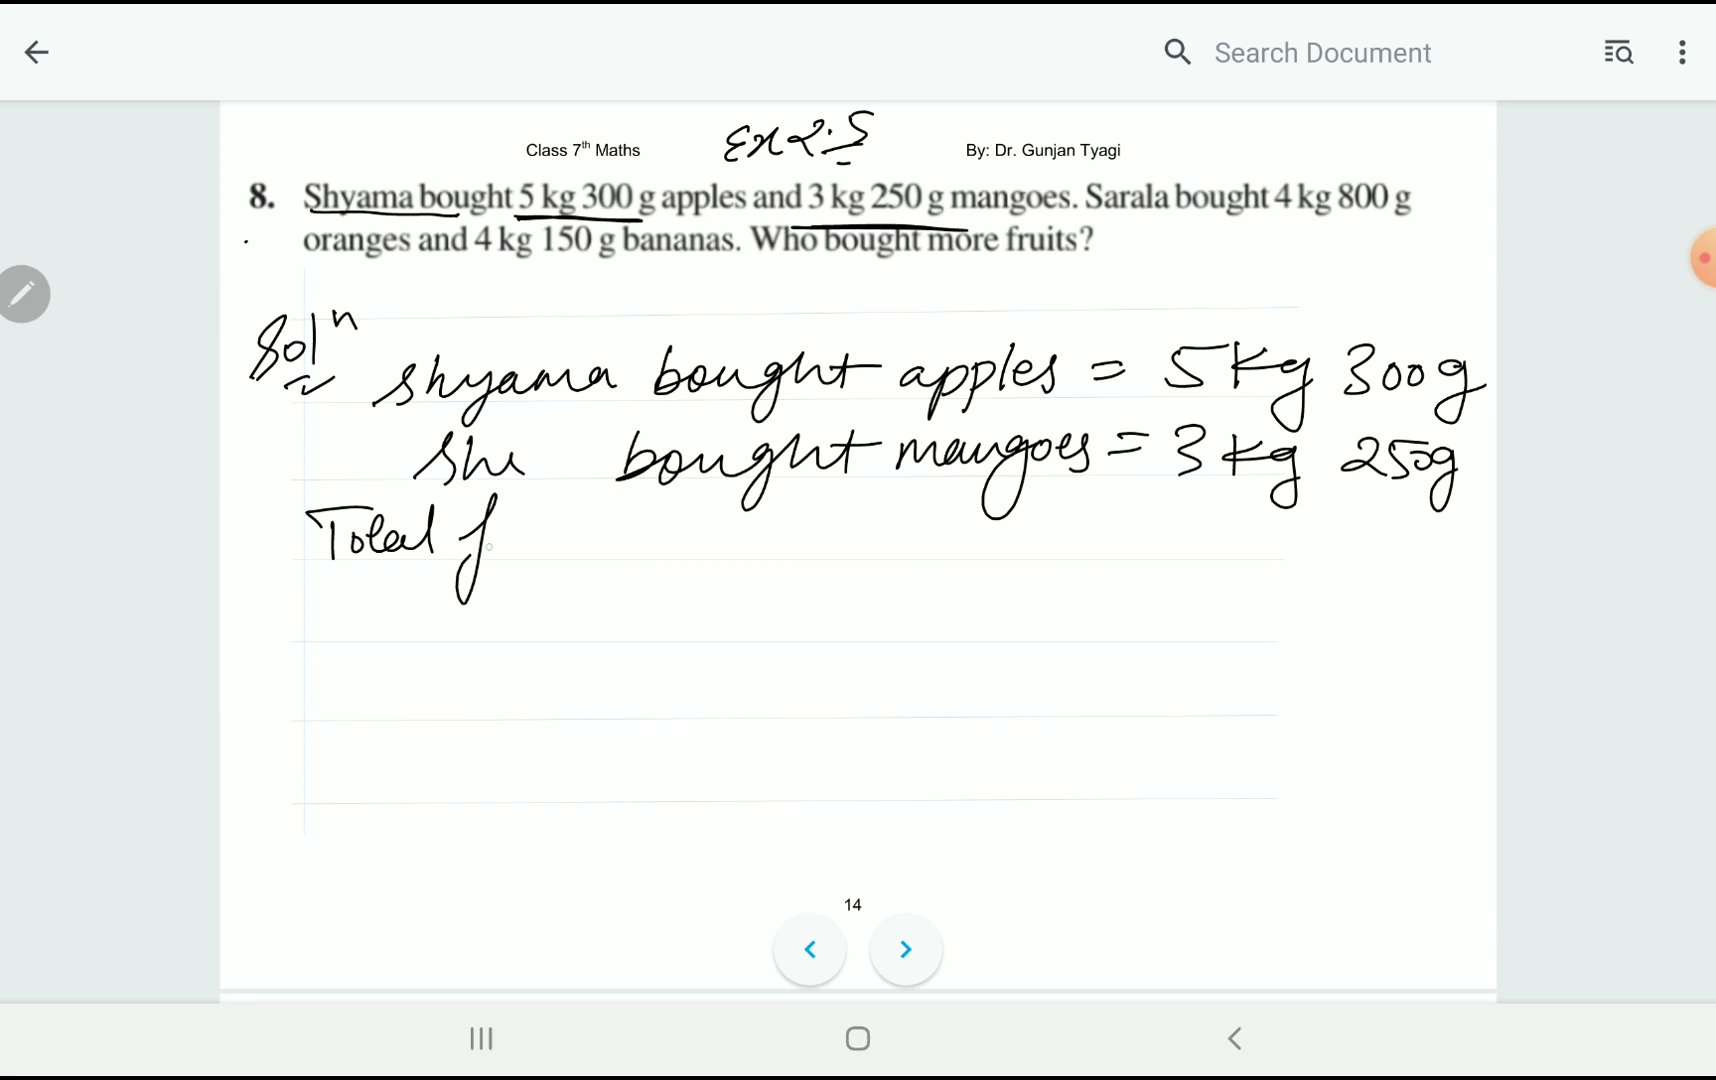 Search Document
Class 7th Maths Ex 2.5 By: Dr. Gunjan Tyagi
8. Shyama bought 5 kg 300 g apples and 3 kg 250 g mangoes. Sarala bought 4 kg 800 g
oranges and 4 kg 150 g bananas. Who bought more fruits?
Soln
shyama bought apples = 5 kg 300g
she bought mangoes = 3 kg 250g
Total f
14